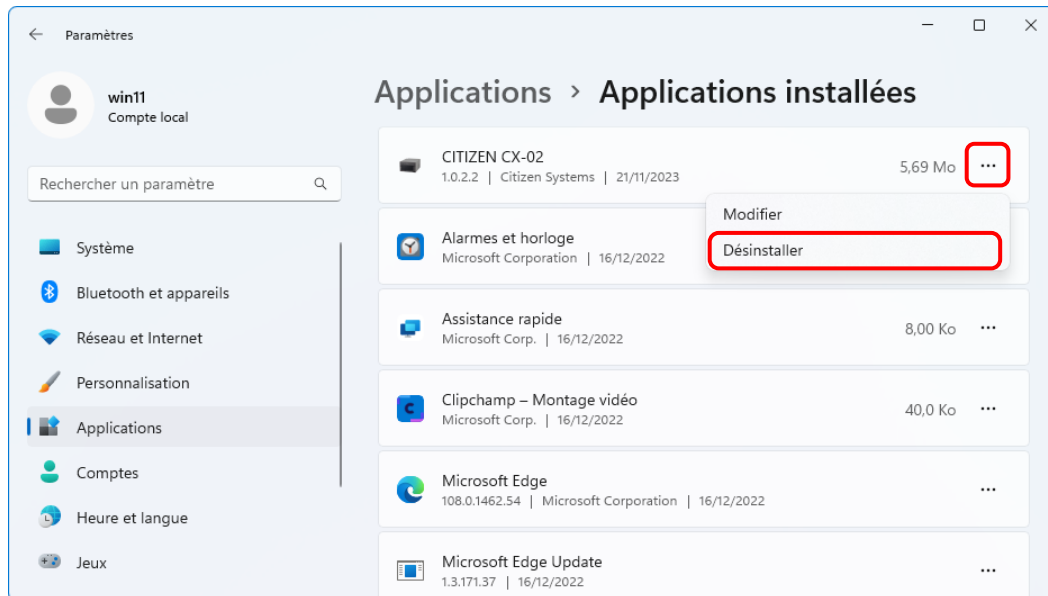 Paramètres
win11
Compte local
Rechercher un paramètre
Système
Bluetooth et appareils
Réseau et Internet
Personnalisation
Applications
Comptes
Heure et langue
Jeux
Applications > Applications installées
CITIZEN CX-02
1.0.2.2 | Citizen Systems | 21/11/2023
5,69 Mo
Modifier
Désinstaller
Alarmes et horloge
Microsoft Corporation | 16/12/2022
Assistance rapide
Microsoft Corp. | 16/12/2022
8,00 Ko
Clipchamp – Montage vidéo
Microsoft Corp. | 16/12/2022
40,0 Ko
Microsoft Edge
108.0.1462.54 | Microsoft Corporation | 16/12/2022
Microsoft Edge Update
1.3.171.37 | 16/12/2022